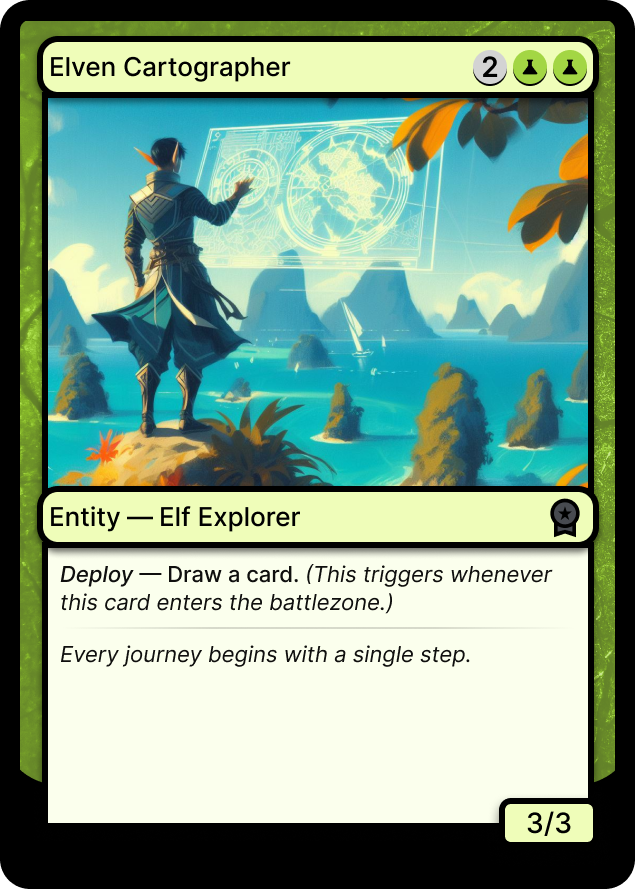 Elven Cartographer
2
Entity — Elf Explorer
Deploy — Draw a card. (This triggers whenever
this card enters the battlezone.)
Every journey begins with a single step.
3/3